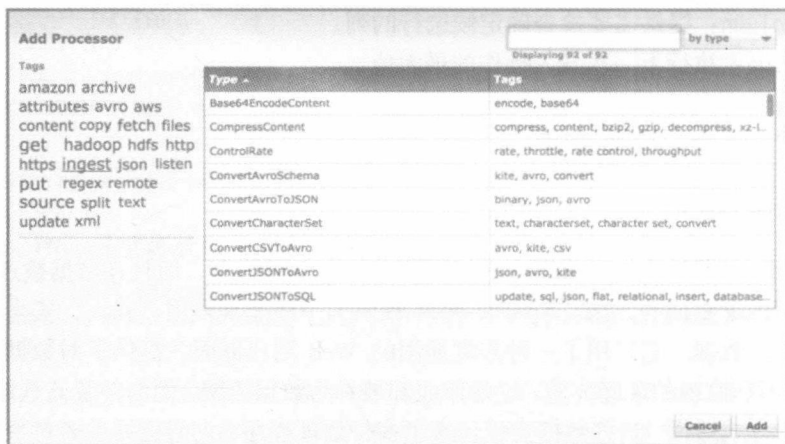 Add Processor
by type
Displaying 92 of 92
Tags
amazon archive
attributes avro aws
content copy fetch files
get hadoop hdfs http
https ingest json listen
put regex remote
source split text
update xml
Type Tags
Base64EncodeContent encode, base64
CompressContent compress, content, bzip2, gzip, decompress, xz-l..
ControlRate rate, throttle, rate control, throughput
ConvertAvroSchema kite, avro, convert
ConvertAvroToJSON binary, json, avro
ConvertCharacterSet text, characterset, character set, convert
ConvertCSVToAvro avro, kite, csv
ConvertJSONToAvro json, avro, kite
ConvertJSONToSQL update, sql, json, flat, relational, insert, database..
Cancel Add